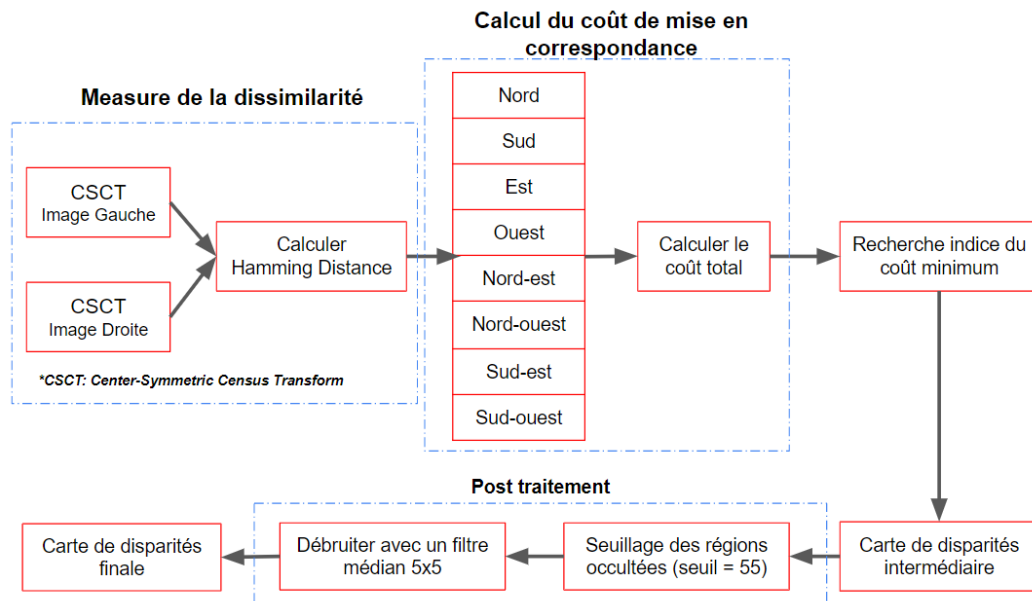 Calcul du coût de mise en
correspondance
Measure de la dissimilarité
CSCT
Image Gauche
CSCT
Image Droite
Calculer
Hamming Distance
*CSCT: Center-Symmetric Census Transform
Nord
Sud
Est
Ouest
Nord-est
Nord-ouest
Sud-est
Sud-ouest
Calculer le
coût total
Recherche indice du
coût minimum
Carte de disparités
intermédiaire
Post traitement
Seuillage des régions
occultées (seuil = 55)
Débruiter avec un filtre
médian 5x5
Carte de disparités
finale